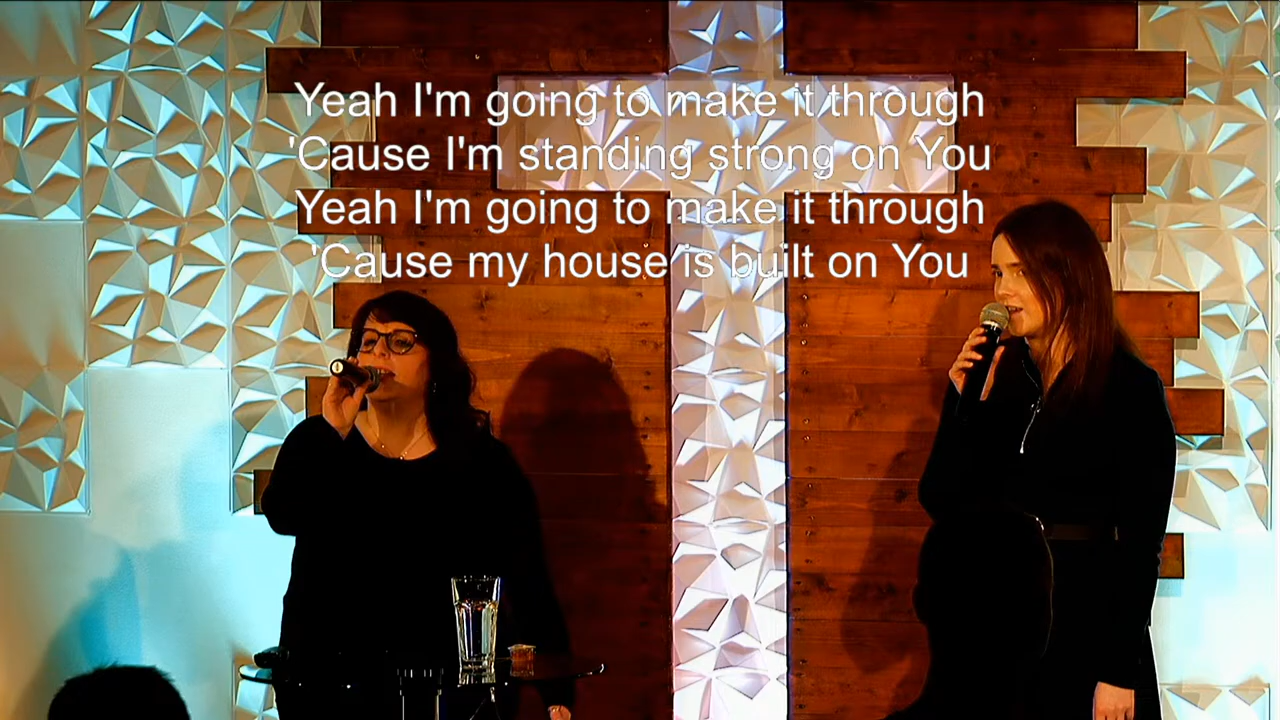 Yeah I'm going to make it through
'Cause I'm standing strong on You
Yeah I'm going to make it through
'Cause my house is built on You